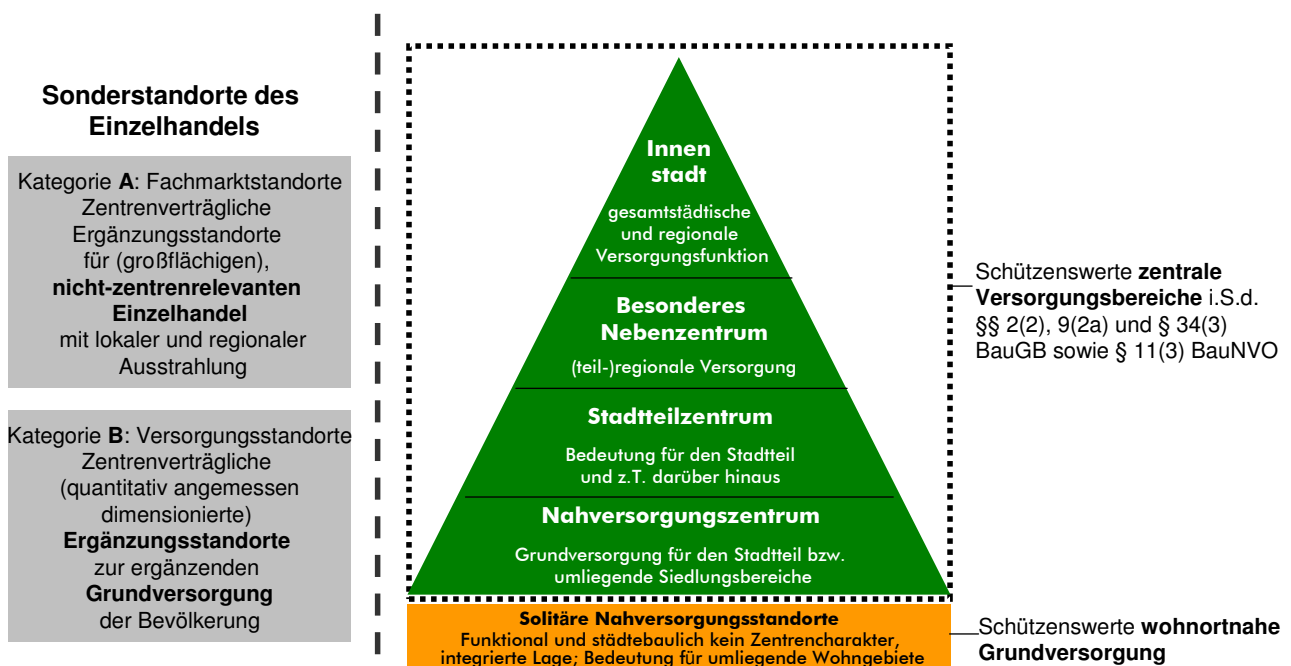 Sonderstandorte des
Einzelhandels
Kategorie A: Fachmarktstandorte
Zentrenverträgliche
Ergänzungsstandorte
für (großflächigen),
nicht-zentrenrelevanten
Einzelhandel
mit lokaler und regionaler
Ausstrahlung
Kategorie B: Versorgungsstandorte
Zentrenverträgliche
(quantitativ angemessen
dimensionierte)
Ergänzungsstandorte
zur ergänzenden
Grundversorgung
der Bevölkerung
Innen
stadt
gesamtstädtische
und regionale
Versorgungsfunktion
Besonderes
Nebenzentrum
(teil-)regionale Versorgung
Stadtteilzentrum
Bedeutung für den Stadtteil
und z.T. darüber hinaus
Nahversorgungszentrum
Grundversorgung für den Stadtteil bzw.
umliegende Siedlungsbereiche
Solitäre Nahversorgungsstandorte
Funktional und städtebaulich kein Zentrencharakter,
integrierte Lage; Bedeutung für umliegende Wohngebiete
Schützenswerte zentrale
Versorgungsbereiche i.S.d.
§§ 2(2), 9(2a) und § 34(3)
BauGB sowie § 11(3) BauNVO
Schützenswerte wohnortnahe
Grundversorgung